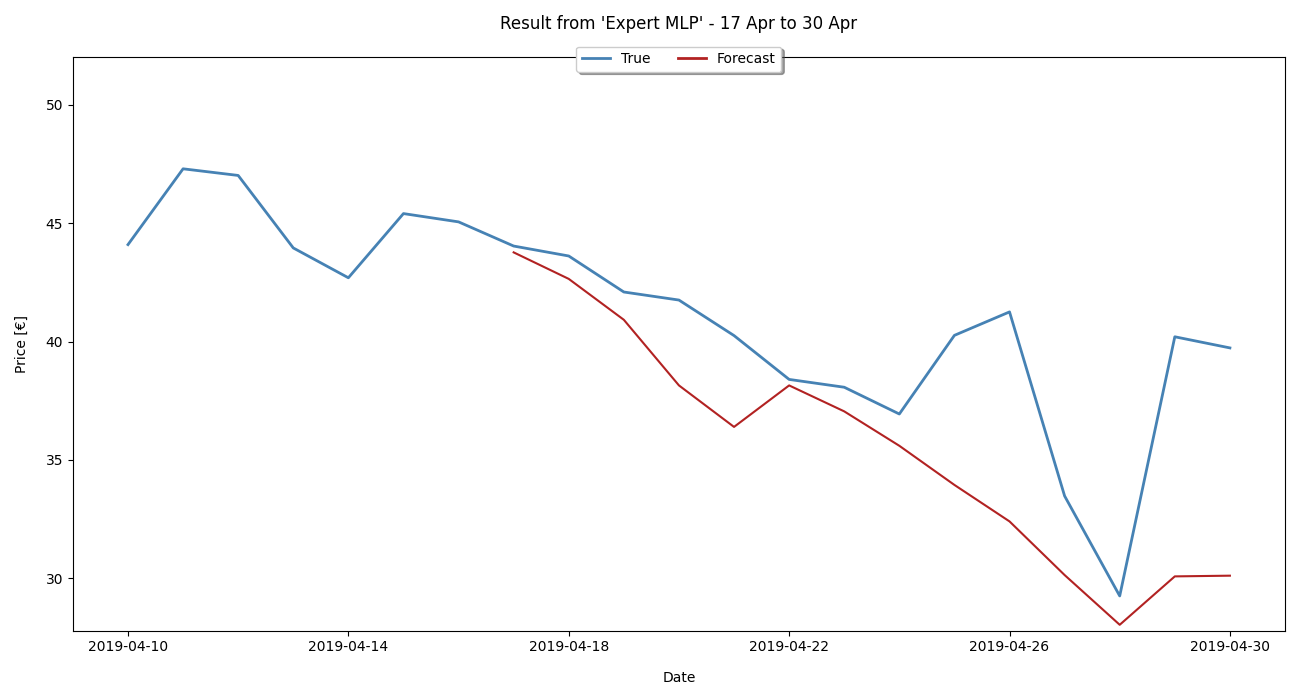 Result from 'Expert MLP' - 17 Apr to 30 Apr
True Forecast
50
45
40
35
30
Price [€]
2019-04-10 2019-04-14 2019-04-18 2019-04-22 2019-04-26 2019-04-30
Date